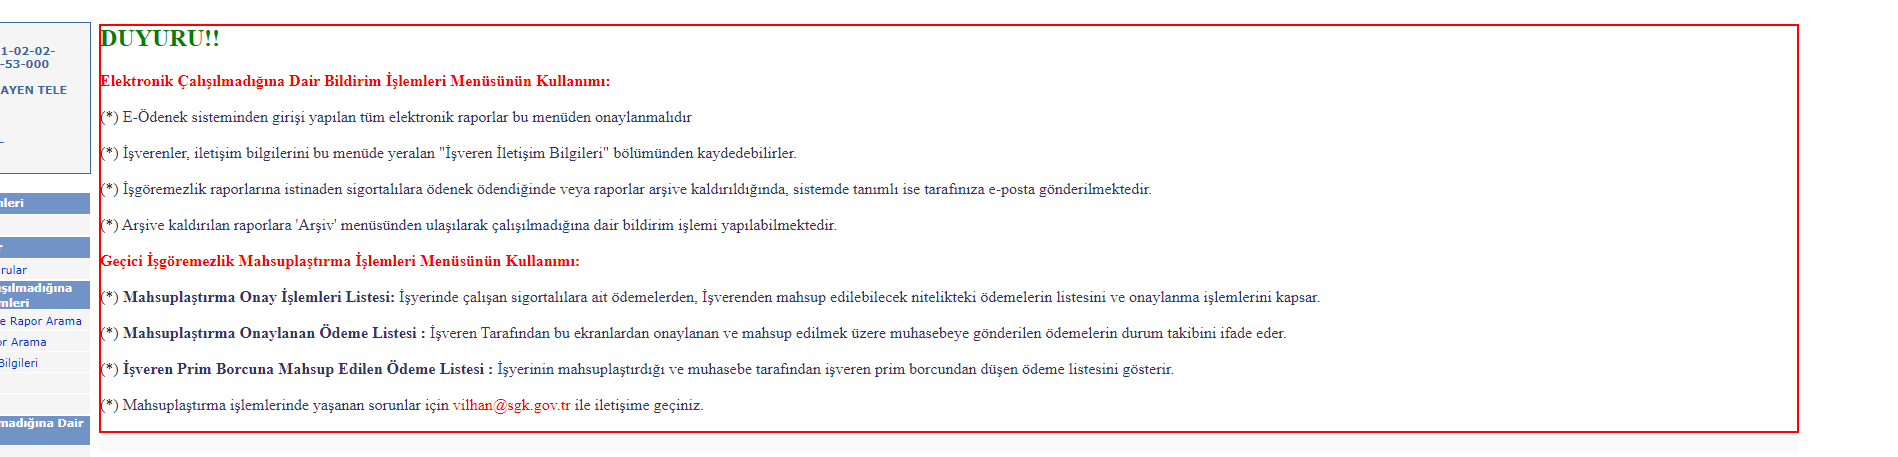 1-02-02-
-53-000
AYEN TELE
-
nleri
rular
ışılmadığına
mleri
e Rapor Arama
or Arama
Bilgileri
madığına Dair
DUYURU!!
Elektronik Çalışılmadığına Dair Bildirim İşlemleri Menüsünün Kullanımı:
(*) E-Ödenek sisteminden girişi yapılan tüm elektronik raporlar bu menüden onaylanmalıdır
(*) İşverenler, iletişim bilgilerini bu menüde yeralan "İşveren İletişim Bilgileri" bölümünden kaydedebilirler.
(*) İşgöremezlik raporlarına istinaden sigortalılara ödenek ödendiğinde veya raporlar arşive kaldırıldığında, sistemde tanımlı ise tarafınıza e-posta gönderilmektedir.
(*) Arşive kaldırılan raporlara 'Arşiv' menüsünden ulaşılarak çalışılmadığına dair bildirim işlemi yapılabilmektedir.
Geçici İşgöremezlik Mahsuplaştırma İşlemleri Menüsünün Kullanımı:
(*) Mahsuplaştırma Onay İşlemleri Listesi: İşyerinde çalışan sigortalılara ait ödemelerden, İşverenden mahsup edilebilecek nitelikteki ödemelerin listesini ve onaylanma işlemlerini kapsar.
(*) Mahsuplaştırma Onaylanan Ödeme Listesi : İşveren Tarafından bu ekranlardan onaylanan ve mahsup edilmek üzere muhasebeye gönderilen ödemelerin durum takibini ifade eder.
(*) İşveren Prim Borcuna Mahsup Edilen Ödeme Listesi : İşyerinin mahsuplaştırdığı ve muhasebe tarafından işveren prim borcundan düşen ödeme listesini gösterir.
(*) Mahsuplaştırma işlemlerinde yaşanan sorunlar için vilhan@sgk.gov.tr ile iletişime geçiniz.